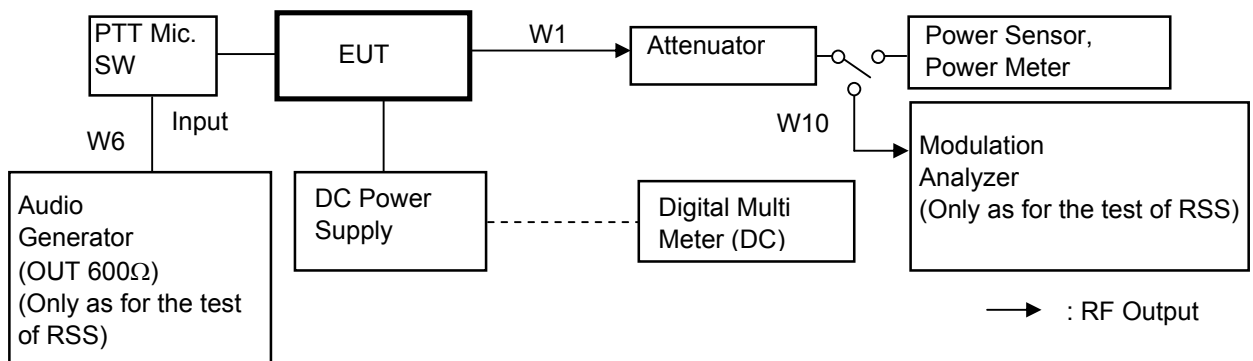 PTT Mic.
SW
EUT
W1
Attenuator
Power Sensor,
Power Meter
W6
Input
W10
Modulation
Analyzer
(Only as for the test of RSS)
Audio
Generator
(OUT 600Ω)
(Only as for the test
of RSS)
DC Power
Supply
Digital Multi
Meter (DC)
: RF Output